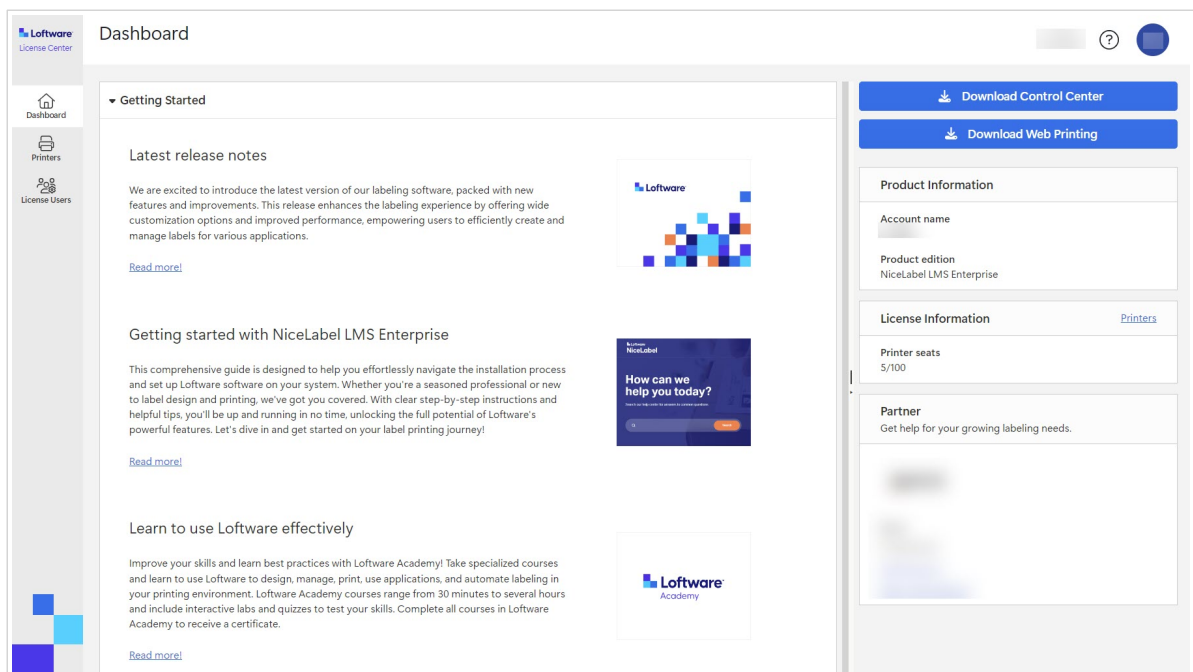 Loftware
License Center
Dashboard
Dashboard
Printers
License Users
Getting Started
Latest release notes
We are excited to introduce the latest version of our labeling software, packed with new
features and improvements. This release enhances the labeling experience by offering wide
customization options and improved performance, empowering users to efficiently create and
manage labels for various applications.
Read more!
Loftware
Getting started with NiceLabel LMS Enterprise
This comprehensive guide is designed to help you effortlessly navigate the installation process
and set up Loftware software on your system. Whether you're a seasoned professional or new
to label design and printing, we've got you covered. With clear step-by-step instructions and
helpful tips, you'll be up and running in no time, unlocking the full potential of Loftware's
powerful features. Let's dive in and get started on your label printing journey!
Read more!
NiceLabel
How can we
help you today?
Learn to use Loftware effectively
Improve your skills and learn best practices with Loftware Academy! Take specialized courses
and learn to use Loftware to design, manage, print, use applications, and automate labeling in
your printing environment. Loftware Academy courses range from 30 minutes to several hours
and include interactive labs and quizzes to test your skills. Complete all courses in Loftware
Academy to receive a certificate.
Read more!
Loftware
Academy
Download Control Center
Download Web Printing
Product Information
Account name
Product edition
NiceLabel LMS Enterprise
License Information
Printers
Printer seats
5/100
Partner
Get help for your growing labeling needs.